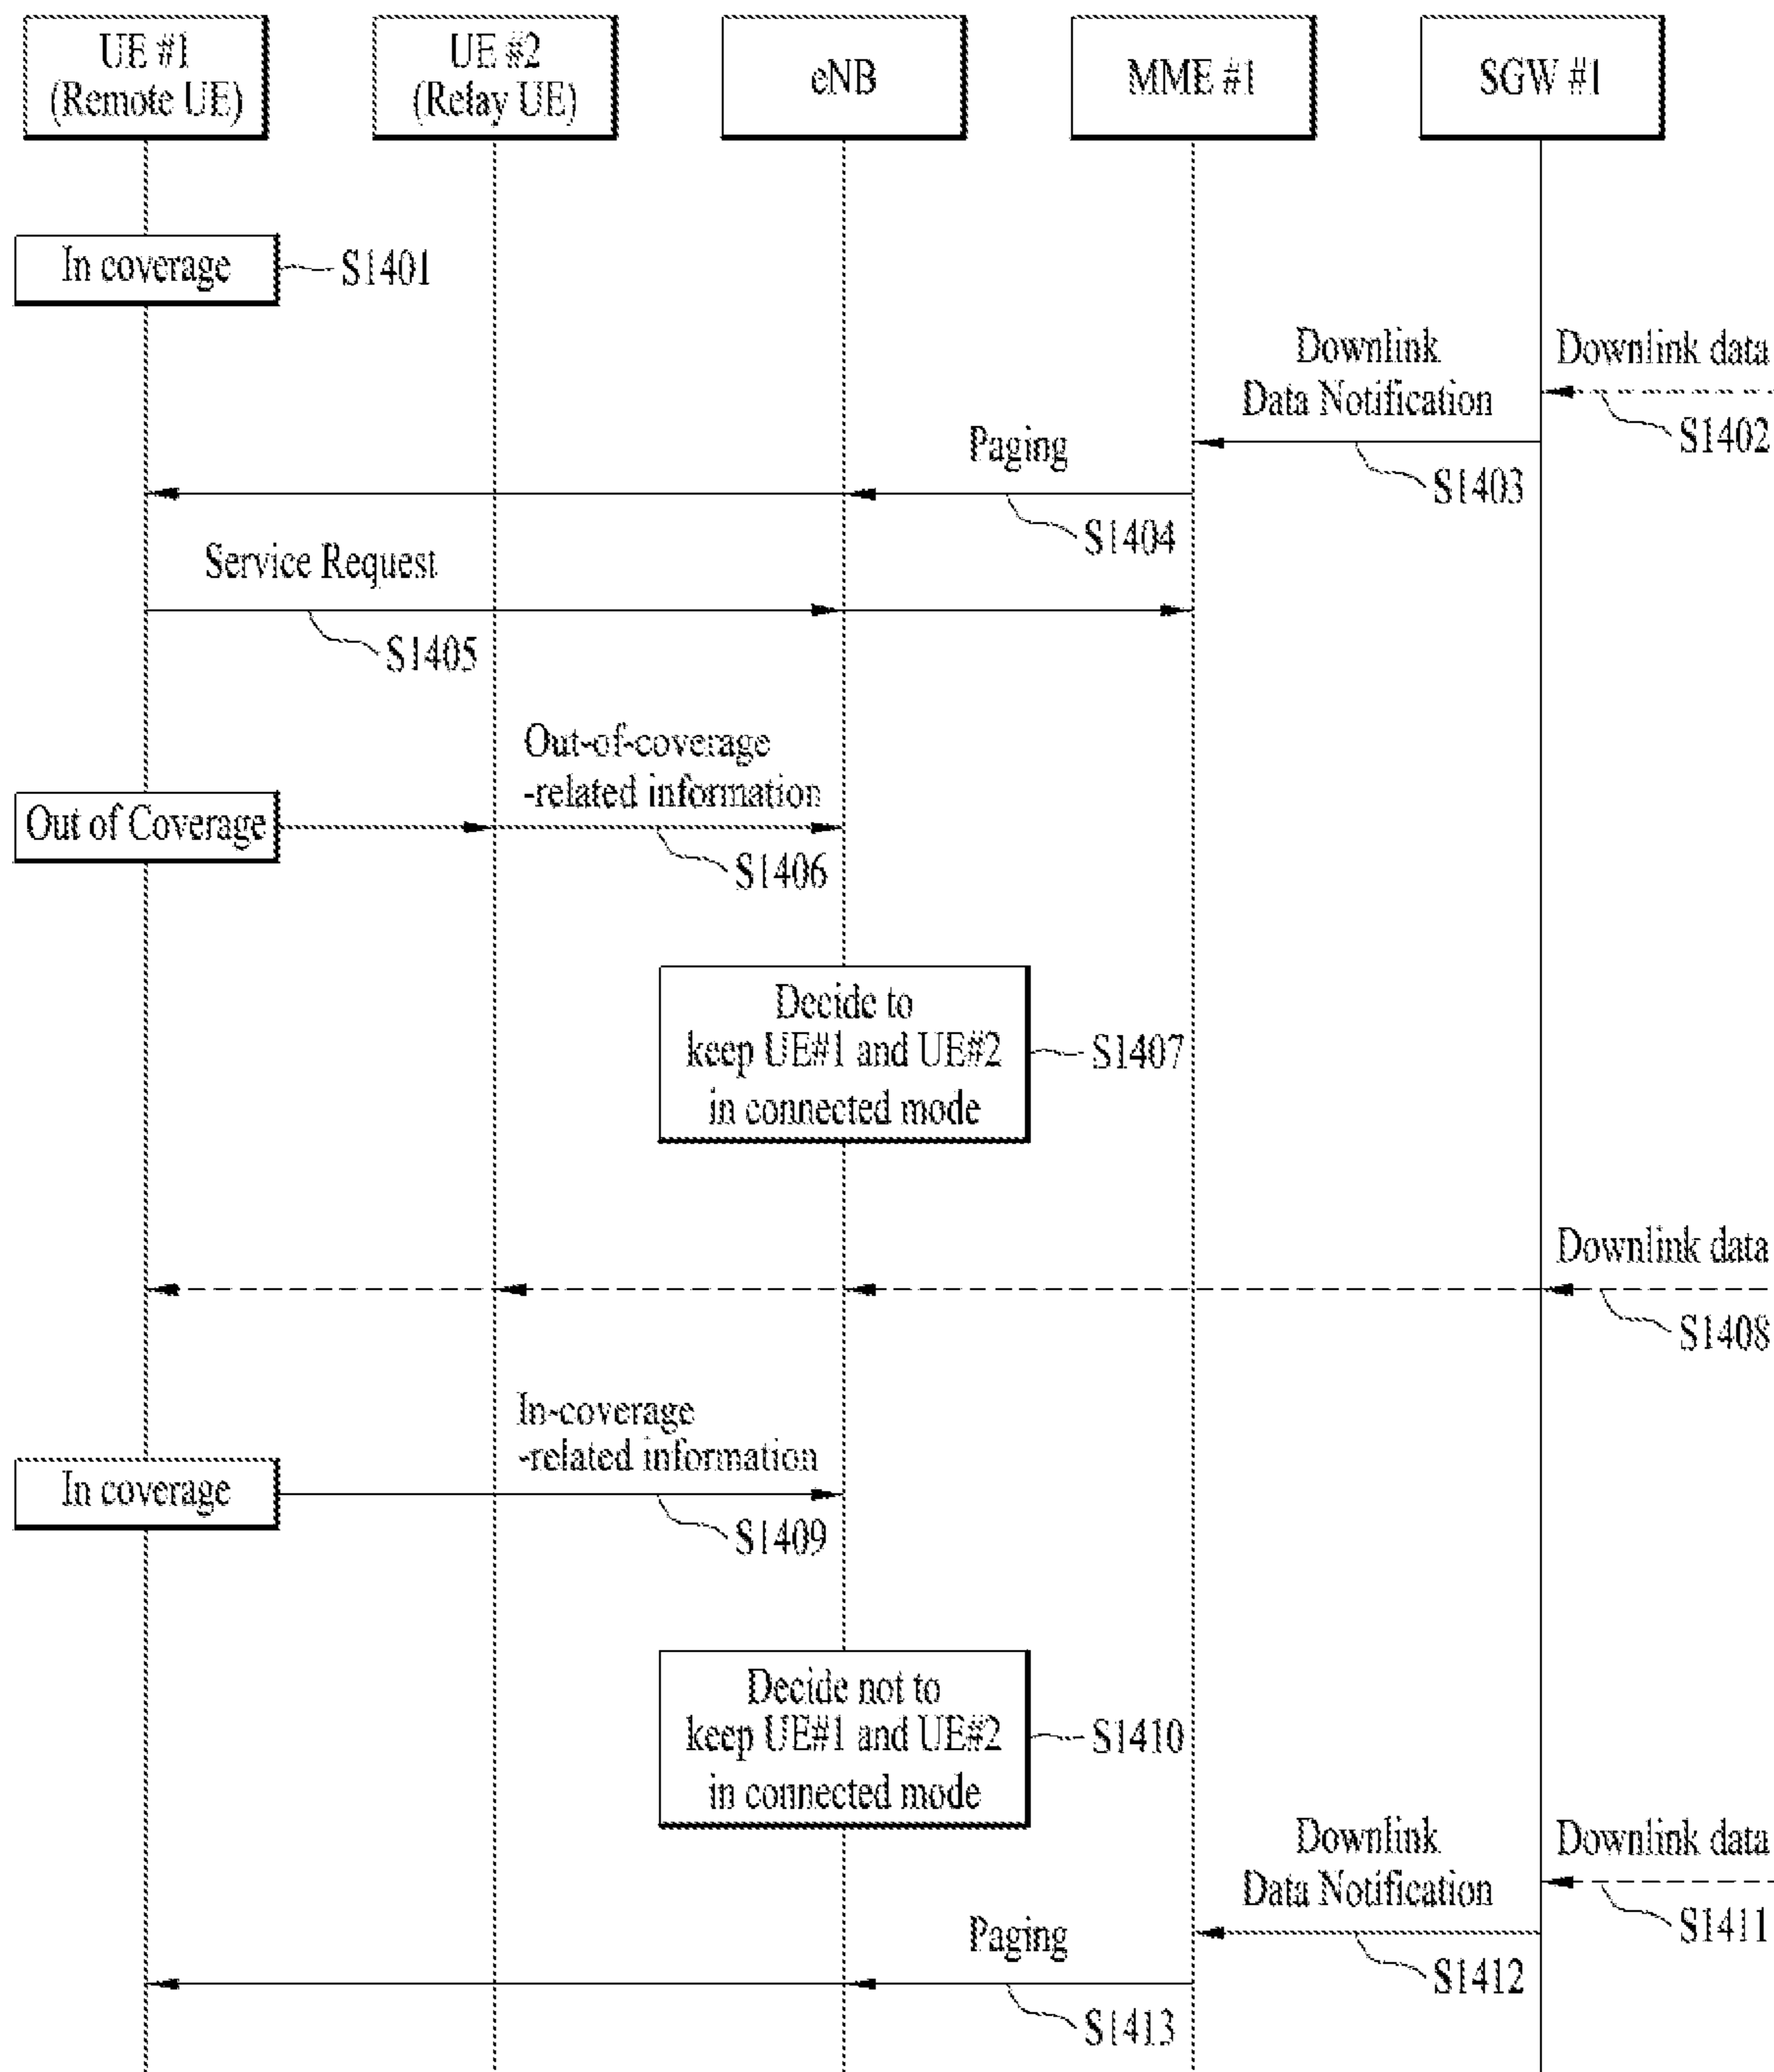 UE #1
(Remote UE)
UE #2
(Relay UE)
eNB
MME #1
SGW #1
In coverage
S1401
Downlink data
S1402
Downlink
Data Notification
S1403
Paging
S1404
Service Request
S1405
Out-of-coverage
-related information
Out of Coverage
S1406
Decide to
keep UE#1 and UE#2
in connected mode
S1407
Downlink data
S1408
In-coverage
-related information
In coverage
S1409
Decide not to
keep UE#1 and UE#2
in connected mode
S1410
Downlink data
S1411
Downlink
Data Notification
S1412
Paging
S1413